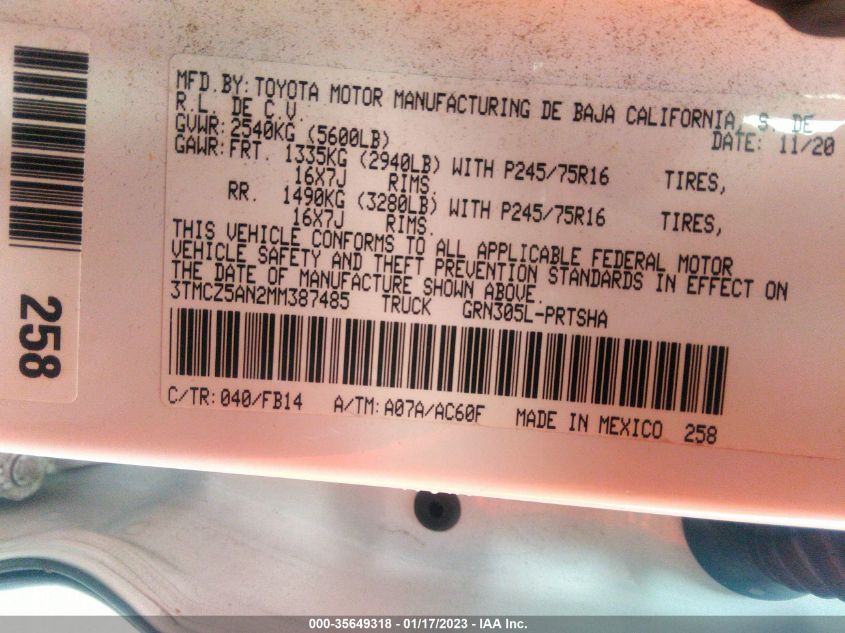 MFD.BY:TOYOTA MOTOR MANUFACTURING DE BAJA CALIFORNIA, S. DE
R.L. DE C.V.
DATE: 11/20
GVWR:2540KG (5600LB)
GAWR:FRT. 1335KG (2940LB) WITH P245/75R16 TIRES,
16X7J RIMS.
RR. 1490KG (3280LB) WITH P245/75R16 TIRES,
16X7J RIMS.
THIS VEHICLE CONFORMS TO ALL APPLICABLE FEDERAL MOTOR
VEHICLE SAFETY AND THEFT PREVENTION STANDARDS IN EFFECT ON
THE DATE OF MANUFACTURE SHOWN ABOVE.
3TMCZ5AN2MM387485 TRUCK GRN305L-PRTSHA
C/TR:040/FB14 A/TM:A07A/AC60F MADE IN MEXICO 258
258
000-35649318 - 01/17/2023 - IAA Inc.